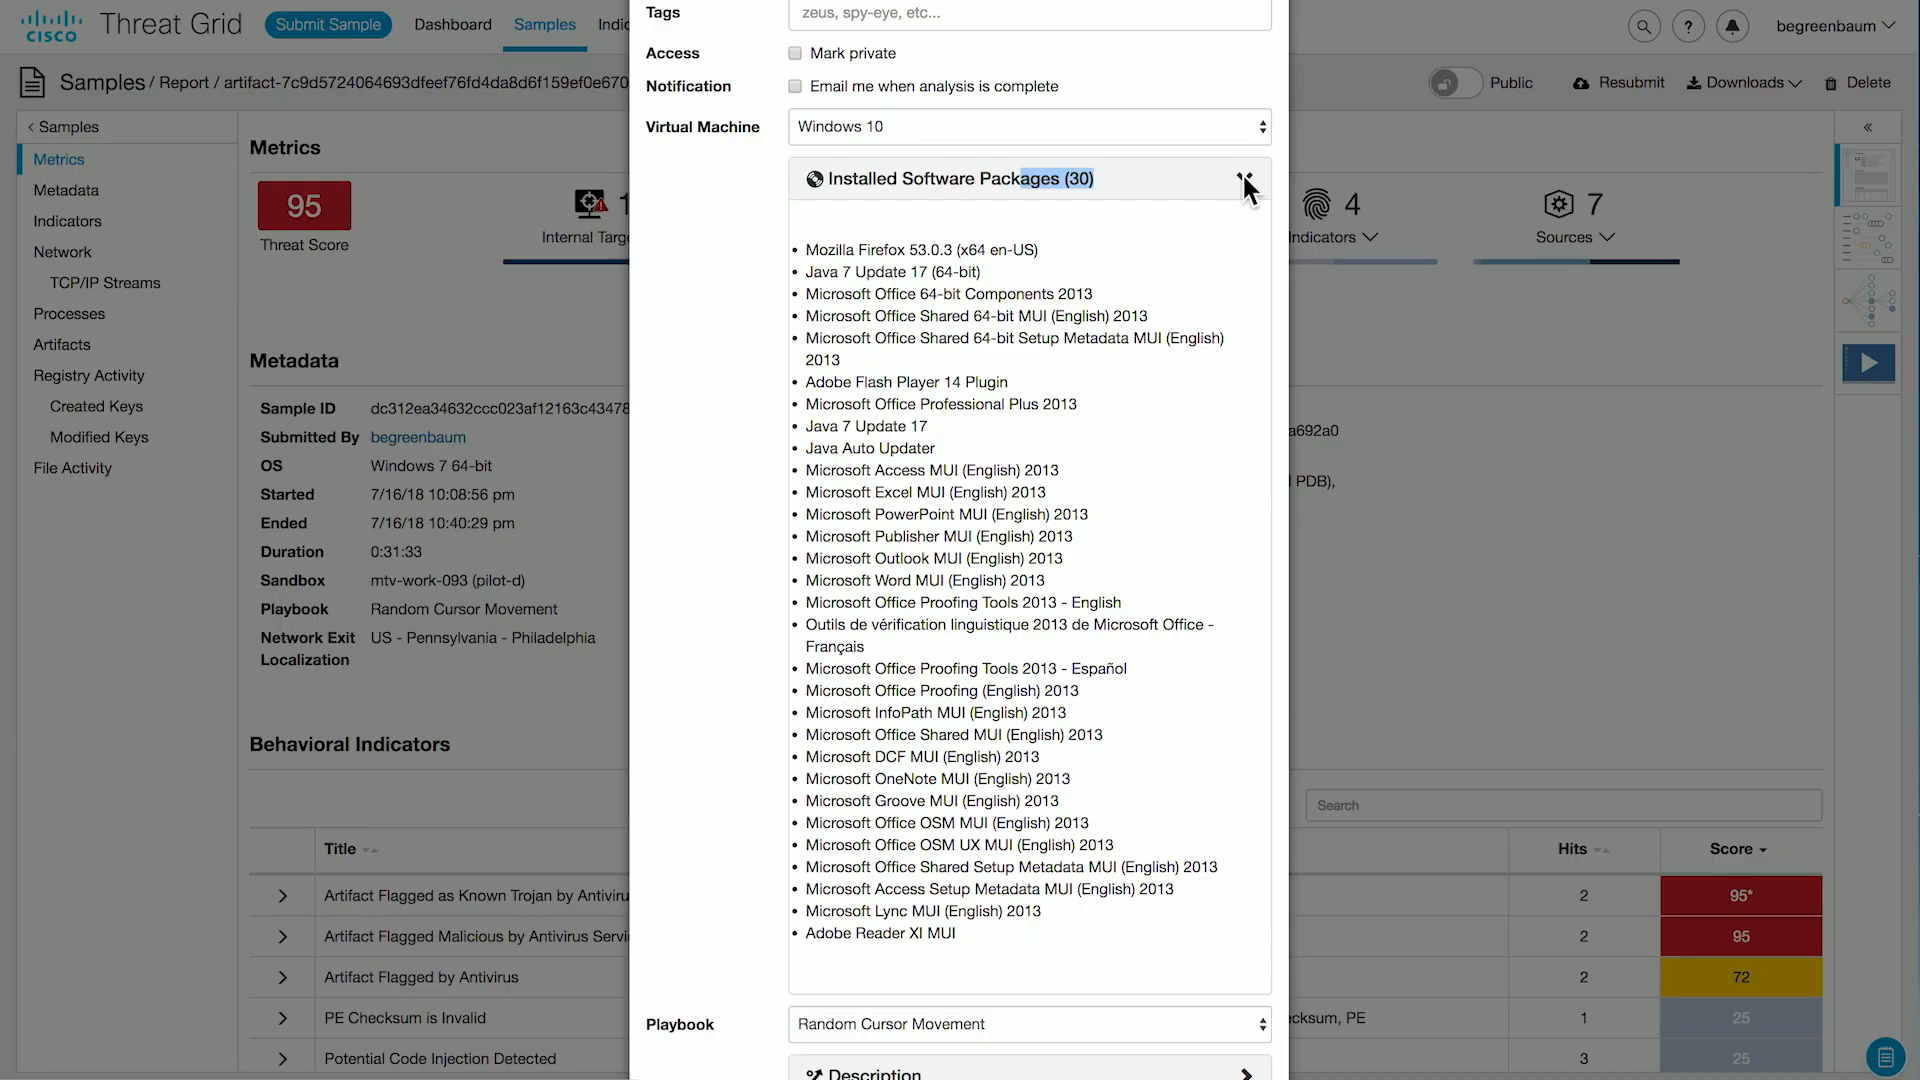 CISCO
Threat Grid
Submit Sample
Dashboard
Samples
Indic
begreenbaum
Samples / Report / artifact-7c9d5724064693dfeef76fd4da8d6f159ef0e670
Public
Resubmit
Downloads
Delete
< Samples
Metrics
Metadata
Indicators
Network
TCP/IP Streams
Processes
Artifacts
Registry Activity
Created Keys
Modified Keys
File Activity
Metrics
95
Threat Score
1
Internal Targe
4
Indicators
7
Sources
Metadata
Sample ID dc312ea34632ccc023af12163c43478
Submitted By begreenbaum
OS Windows 7 64-bit
Started 7/16/18 10:08:56 pm
Ended 7/16/18 10:40:29 pm
Duration 0:31:33
Sandbox mtv-work-093 (pilot-d)
Playbook Random Cursor Movement
Network Exit US - Pennsylvania - Philadelphia
Localization
a692a0
PDB),
Behavioral Indicators
Search
Title Hits Score
Artifact Flagged as Known Trojan by Antiviru 2 95*
Artifact Flagged Malicious by Antivirus Servi 2 95
Artifact Flagged by Antivirus 2 72
PE Checksum is Invalid cksum, PE 1 25
Potential Code Injection Detected 3 25
Tags zeus, spy-eye, etc...
Access Mark private
Notification Email me when analysis is complete
Virtual Machine Windows 10
Installed Software Packages (30)
• Mozilla Firefox 53.0.3 (x64 en-US)
• Java 7 Update 17 (64-bit)
• Microsoft Office 64-bit Components 2013
• Microsoft Office Shared 64-bit MUI (English) 2013
• Microsoft Office Shared 64-bit Setup Metadata MUI (English)
2013
• Adobe Flash Player 14 Plugin
• Microsoft Office Professional Plus 2013
• Java 7 Update 17
• Java Auto Updater
• Microsoft Access MUI (English) 2013
• Microsoft Excel MUI (English) 2013
• Microsoft PowerPoint MUI (English) 2013
• Microsoft Publisher MUI (English) 2013
• Microsoft Outlook MUI (English) 2013
• Microsoft Word MUI (English) 2013
• Microsoft Office Proofing Tools 2013 - English
• Outils de vérification linguistique 2013 de Microsoft Office -
Français
• Microsoft Office Proofing Tools 2013 - Español
• Microsoft Office Proofing (English) 2013
• Microsoft InfoPath MUI (English) 2013
• Microsoft Office Shared MUI (English) 2013
• Microsoft DCF MUI (English) 2013
• Microsoft OneNote MUI (English) 2013
• Microsoft Groove MUI (English) 2013
• Microsoft Office OSM MUI (English) 2013
• Microsoft Office OSM UX MUI (English) 2013
• Microsoft Office Shared Setup Metadata MUI (English) 2013
• Microsoft Access Setup Metadata MUI (English) 2013
• Microsoft Lync MUI (English) 2013
• Adobe Reader XI MUI
Playbook Random Cursor Movement
Description